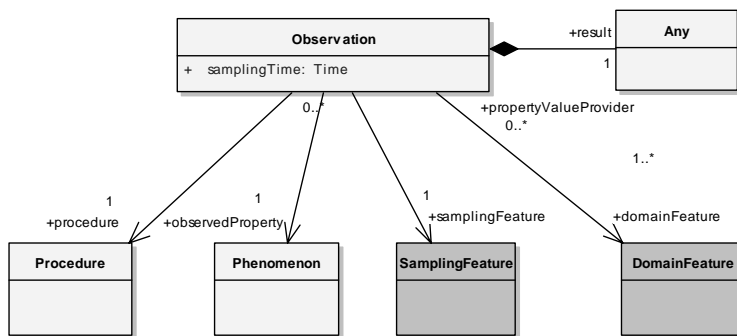 Observation
+ samplingTime: Time
+result
1
Any
0..*
+propertyValueProvider
0..*
1..*
1
+procedure
1
+observedProperty
1
+samplingFeature
+domainFeature
Procedure
Phenomenon
SamplingFeature
DomainFeature